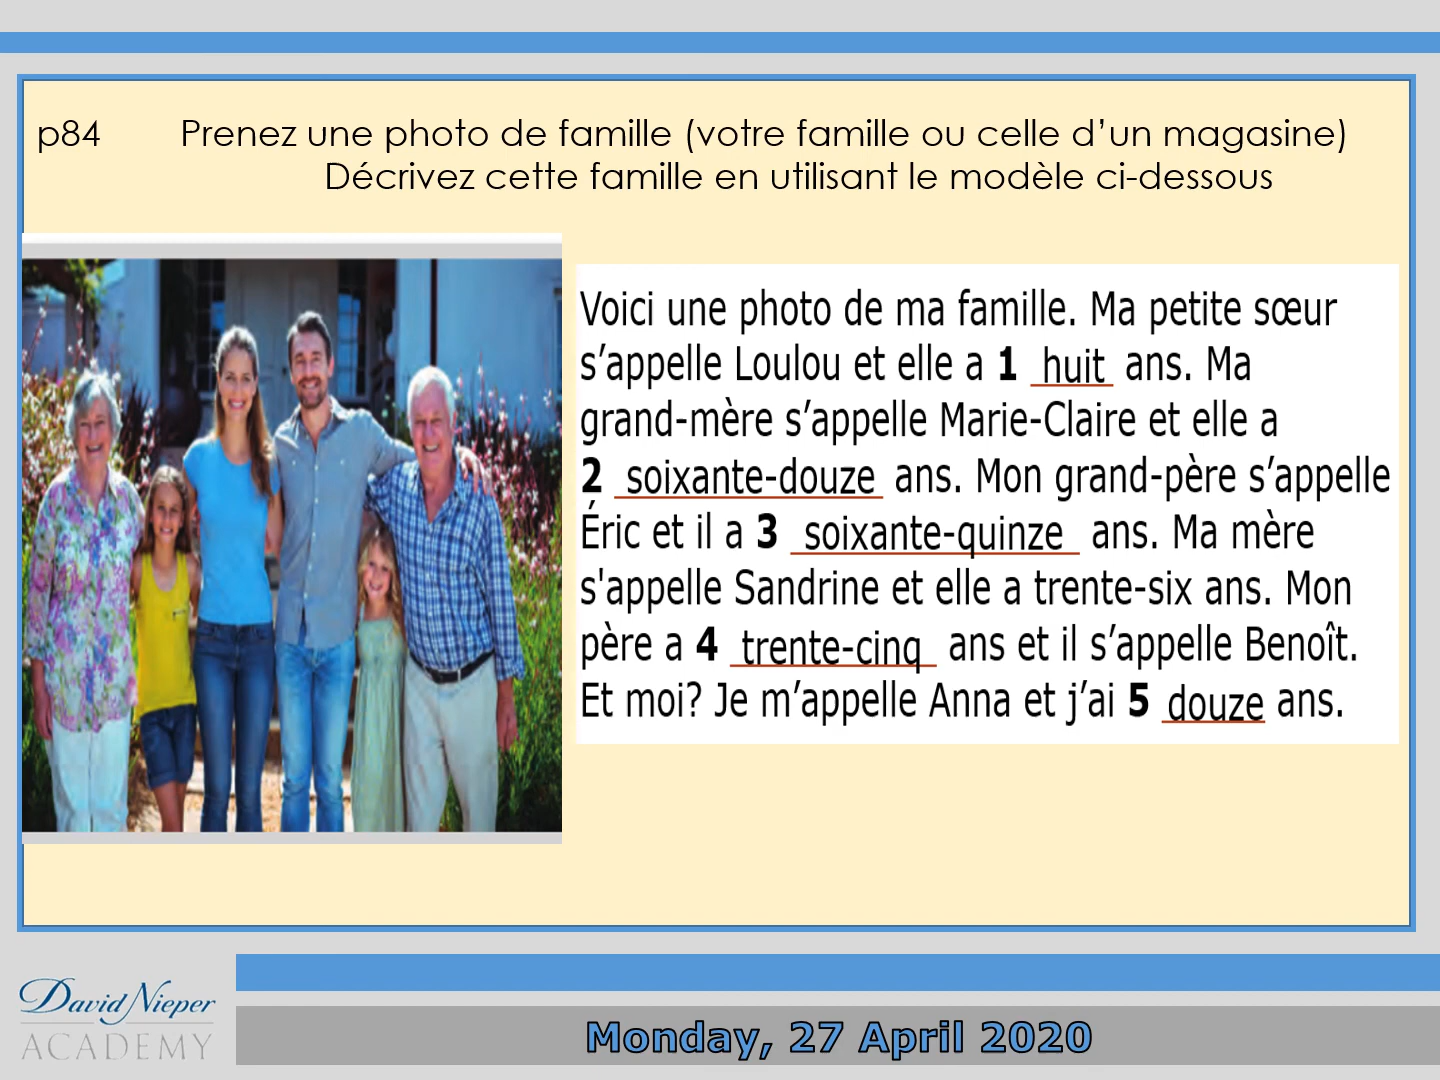 p84 Prenez une photo de famille (votre famille ou celle d’un magasine)
Décrivez cette famille en utilisant le modèle ci-dessous
Voici une photo de ma famille. Ma petite sœur
s’appelle Loulou et elle a 1 huit ans. Ma
grand-mère s’appelle Marie-Claire et elle a
2 soixante-douze ans. Mon grand-père s’appelle
Éric et il a 3 soixante-quinze ans. Ma mère
s'appelle Sandrine et elle a trente-six ans. Mon
père a 4 trente-cinq ans et il s’appelle Benoît.
Et moi? Je m’appelle Anna et j’ai 5 douze ans.
David Nieper
ACADEMY
Monday, 27 April 2020